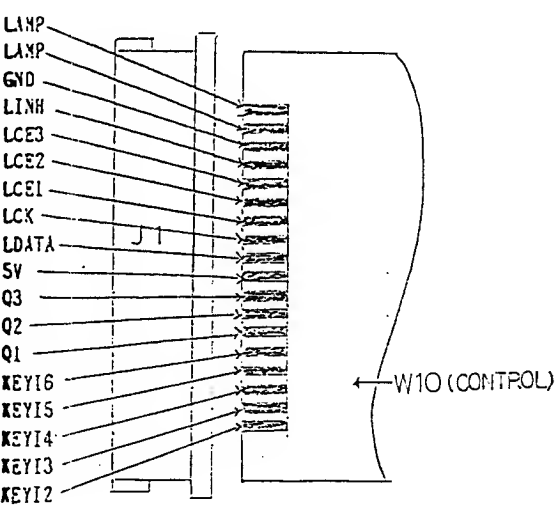 LAMP
LAMP
GND
LINH
LCE3
LCE2
LCE1
LCK
LDATA
5V
Q3
Q2
Q1
KEYI6
KEYI5
KEYI4
KEYI3
KEYI2
J1
W10 (CONTROL)